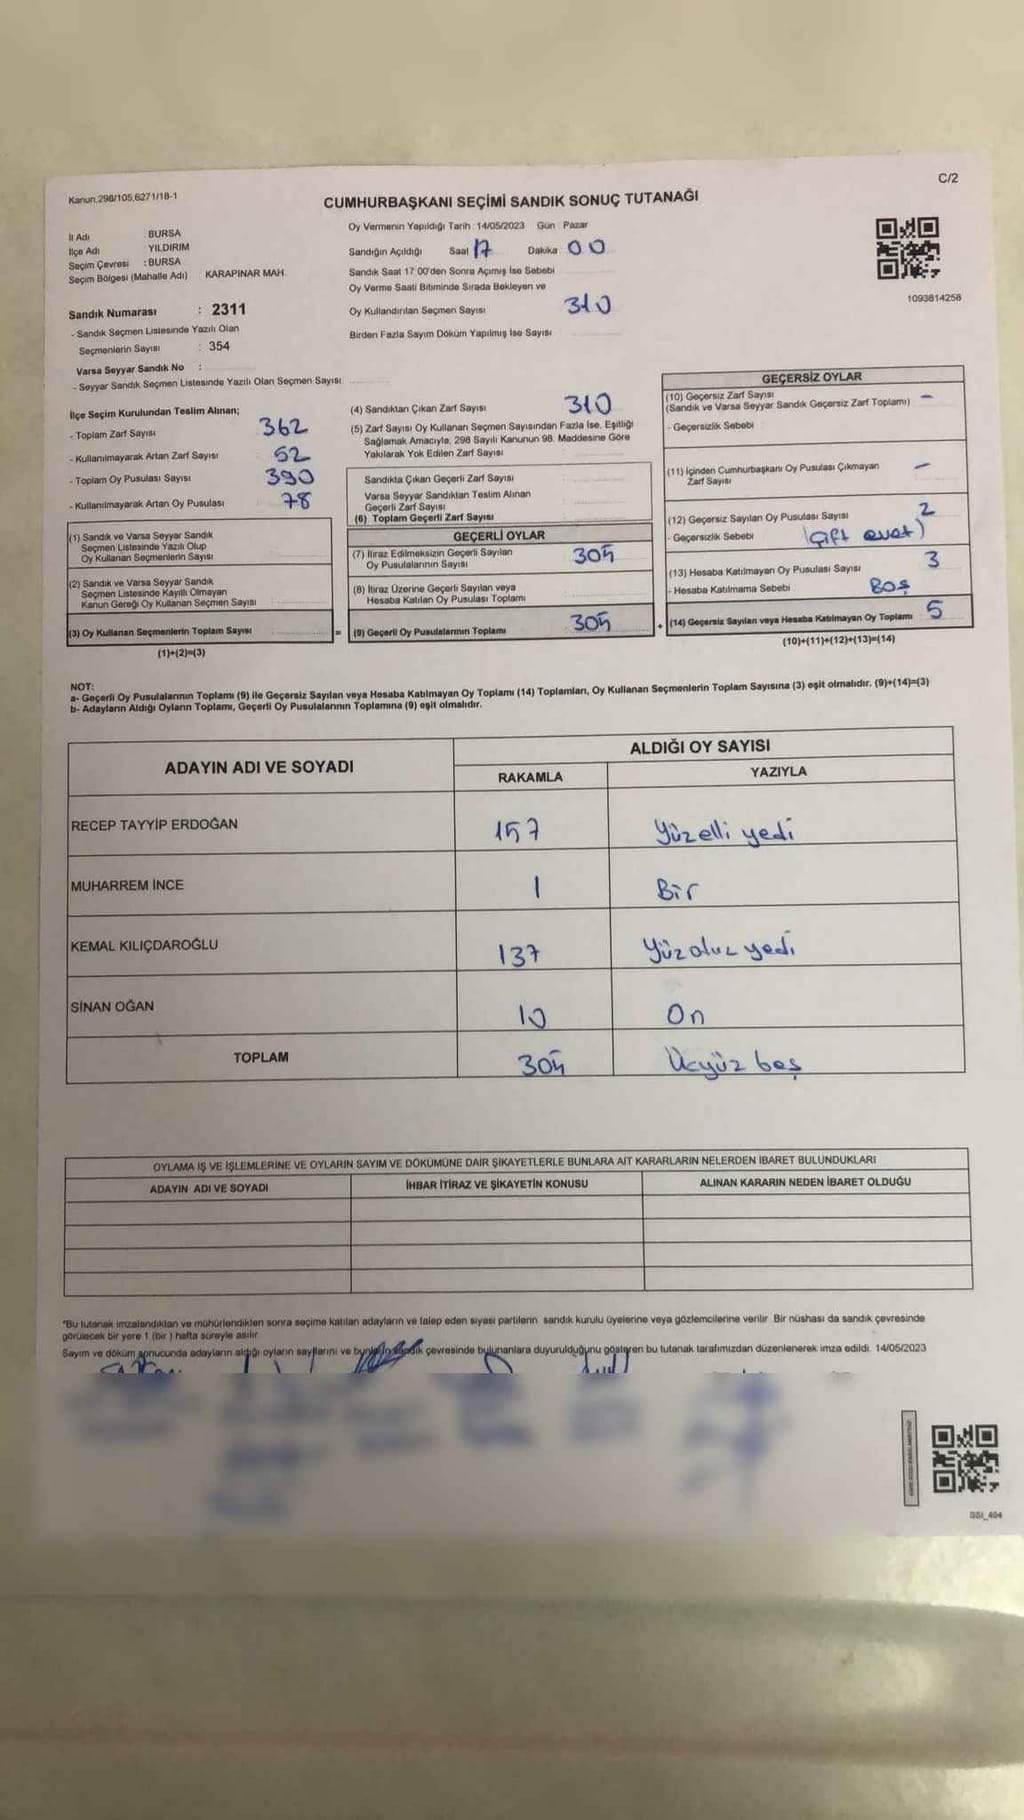 C/2
Kanun.298/105,6271/18-1
CUMHURBAŞKANI SEÇİMİ SANDIK SONUÇ TUTANAĞI
İl Adı : BURSA
İlçe Adı YILDIRIM
Seçim Çevresi : BURSA
Seçim Bölgesi (Mahalle Adı) KARAPINAR MAH.
Sandık Numarası : 2311
- Sandık Seçmen Listesinde Yazılı Olan
Seçmenlerin Sayısı : 354
Varsa Seyyar Sandık No :
- Seyyar Sandık Seçmen Listesinde Yazılı Olan Seçmen Sayısı:
Oy Vermenin Yapıldığı Tarih : 14/05/2023 Gün : Pazar
Sandığın Açıldığı Saat 17 Dakika 00
Sandık Saat 17:00'den Sonra Açımış İse Sebebi
Oy Verme Saati Bitiminde Sırada Bekleyen ve
Oy Kullandırılan Seçmen Sayısı 310
Birden Fazla Sayım Döküm Yapılmış İse Sayısı
1093814258
İlçe Seçim Kurulundan Teslim Alınan;
- Toplam Zarf Sayısı 362
- Kullanılmayarak Artan Zarf Sayısı 52
- Toplam Oy Pusulası Sayısı 390
- Kullanılmayarak Artan Oy Pusulası 78
(1) Sandık ve Varsa Seyyar Sandık
Seçmen Listesinde Yazılı Olup
Oy Kullanan Seçmenlerin Sayısı
(2) Sandık ve Varsa Seyyar Sandık
Seçmen Listesinde Kayıtlı Olmayan
Kanun Gereği Oy Kullanan Seçmen Sayısı
(3) Oy Kullanan Seçmenlerin Toplam Sayısı
=
(1)+(2)=(3)
(4) Sandıktan Çıkan Zarf Sayısı 310
(5) Zarf Sayısı Oy Kullanan Seçmen Sayısından Fazla İse, Eşitliği
Sağlamak Amacıyla, 298 Sayılı Kanunun 98. Maddesine Göre
Yakılarak Yok Edilen Zarf Sayısı
Sandıkta Çıkan Geçerli Zarf Sayısı
Varsa Seyyar Sandıktan Teslim Alınan
Geçerli Zarf Sayısı
(6) Toplam Geçerli Zarf Sayısı
GEÇERLİ OYLAR
(7) İtiraz Edilmeksizin Geçerli Sayılan
Oy Pusulalarının Sayısı 305
(8) İtiraz Üzerine Geçerli Sayılan veya
Hesaba Katılan Oy Pusulası Toplamı
(9) Geçerli Oy Pusulalarının Toplamı 305
+
GEÇERSİZ OYLAR
(10) Geçersiz Zarf Sayısı -
(Sandık ve Varsa Seyyar Sandık Geçersiz Zarf Toplamı)
- Geçersizlik Sebebi
(11) İçinden Cumhurbaşkanı Oy Pusulası Çıkmayan -
Zarf Sayısı
(12) Geçersiz Sayılan Oy Pusulası Sayısı 2
- Geçersizlik Sebebi (çift evet)
(13) Hesaba Katılmayan Oy Pusulası Sayısı 3
- Hesaba Katılmama Sebebi Boş
(14) Geçersiz Sayılan veya Hesaba Katılmayan Oy Toplamı 5
(10)+(11)+(12)+(13)=(14)
NOT:
a- Geçerli Oy Pusulalarının Toplamı (9) ile Geçersiz Sayılan veya Hesaba Katılmayan Oy Toplamı (14) Toplamları, Oy Kullanan Seçmenlerin Toplam Sayısına (3) eşit olmalıdır. (9)+(14)=(3)
b- Adayların Aldığı Oyların Toplamı, Geçerli Oy Pusulalarının Toplamına (9) eşit olmalıdır.
ADAYIN ADI VE SOYADI ALDIĞI OY SAYISI
RAKAMLA YAZIYLA
RECEP TAYYİP ERDOĞAN 157 Yüzelli yedi
MUHARREM İNCE 1 Bir
KEMAL KILIÇDAROĞLU 137 Yüzotuz yedi
SİNAN OĞAN 10 On
TOPLAM 305 Üçyüz beş
OYLAMA İŞ VE İŞLEMLERİNE VE OYLARIN SAYIM VE DÖKÜMÜNE DAİR ŞİKAYETLERLE BUNLARA AİT KARARLARIN NELERDEN İBARET BULUNDUKLARI
ADAYIN ADI VE SOYADI İHBAR İTİRAZ VE ŞİKAYETİN KONUSU ALINAN KARARIN NEDEN İBARET OLDUĞU
"Bu tutanak imzalandıktan ve mühürlendikten sonra seçime katılan adayların ve talep eden siyasi partilerin sandık kurulu üyelerine veya gözlemcilerine verilir. Bir nüshası da sandık çevresinde
görülecek bir yere 1 (bir ) hafta süreyle asılır.
Sayım ve döküm sonucunda adayların aldığı oyların sayılarını ve bunların sandık çevresinde bulunanlara duyurulduğunu gösteren bu tutanak tarafımızdan düzenlenerek imza edildi. 14/05/2023